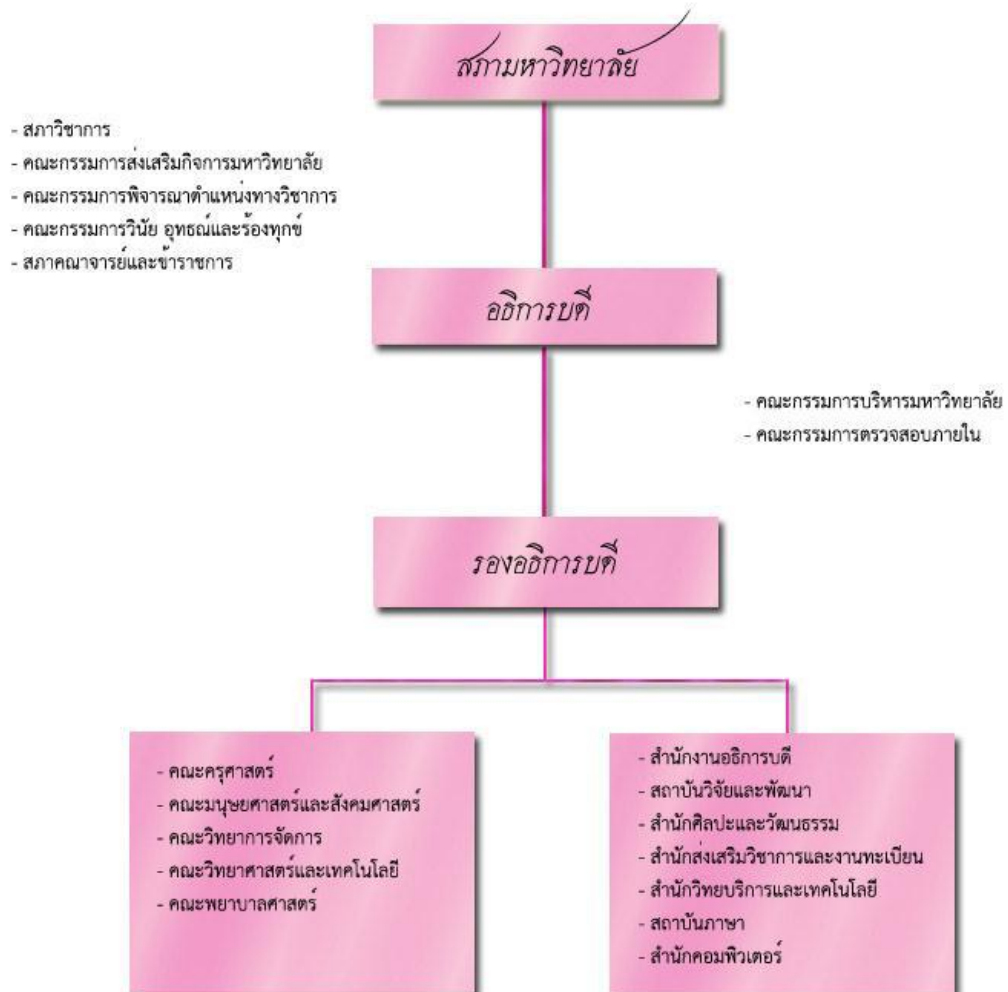 สภามหาวิทยาลัย
- สภาวิชาการ
- คณะกรรมการส่งเสริมกิจการมหาวิทยาลัย
- คณะกรรมการพิจารณาตำแหน่งทางวิชาการ
- คณะกรรมการวินัย อุทธณ์และร้องทุกข์
- สภาคณาจารย์และข้าราชการ
อธิการบดี
- คณะกรรมการบริหารมหาวิทยาลัย
- คณะกรรมการตรวจสอบภายใน
รองอธิการบดี
- คณะครุศาสตร์
- คณะมนุษยศาสตร์และสังคมศาสตร์
- คณะวิทยาการจัดการ
- คณะวิทยาศาสตร์และเทคโนโลยี
- คณะพยาบาลศาสตร์
- สำนักงานอธิการบดี
- สถาบันวิจัยและพัฒนา
- สำนักศิลปะและวัฒนธรรม
- สำนักส่งเสริมวิชาการและงานทะเบียน
- สำนักวิทยบริการและเทคโนโลยี
- สถาบันภาษา
- สำนักคอมพิวเตอร์